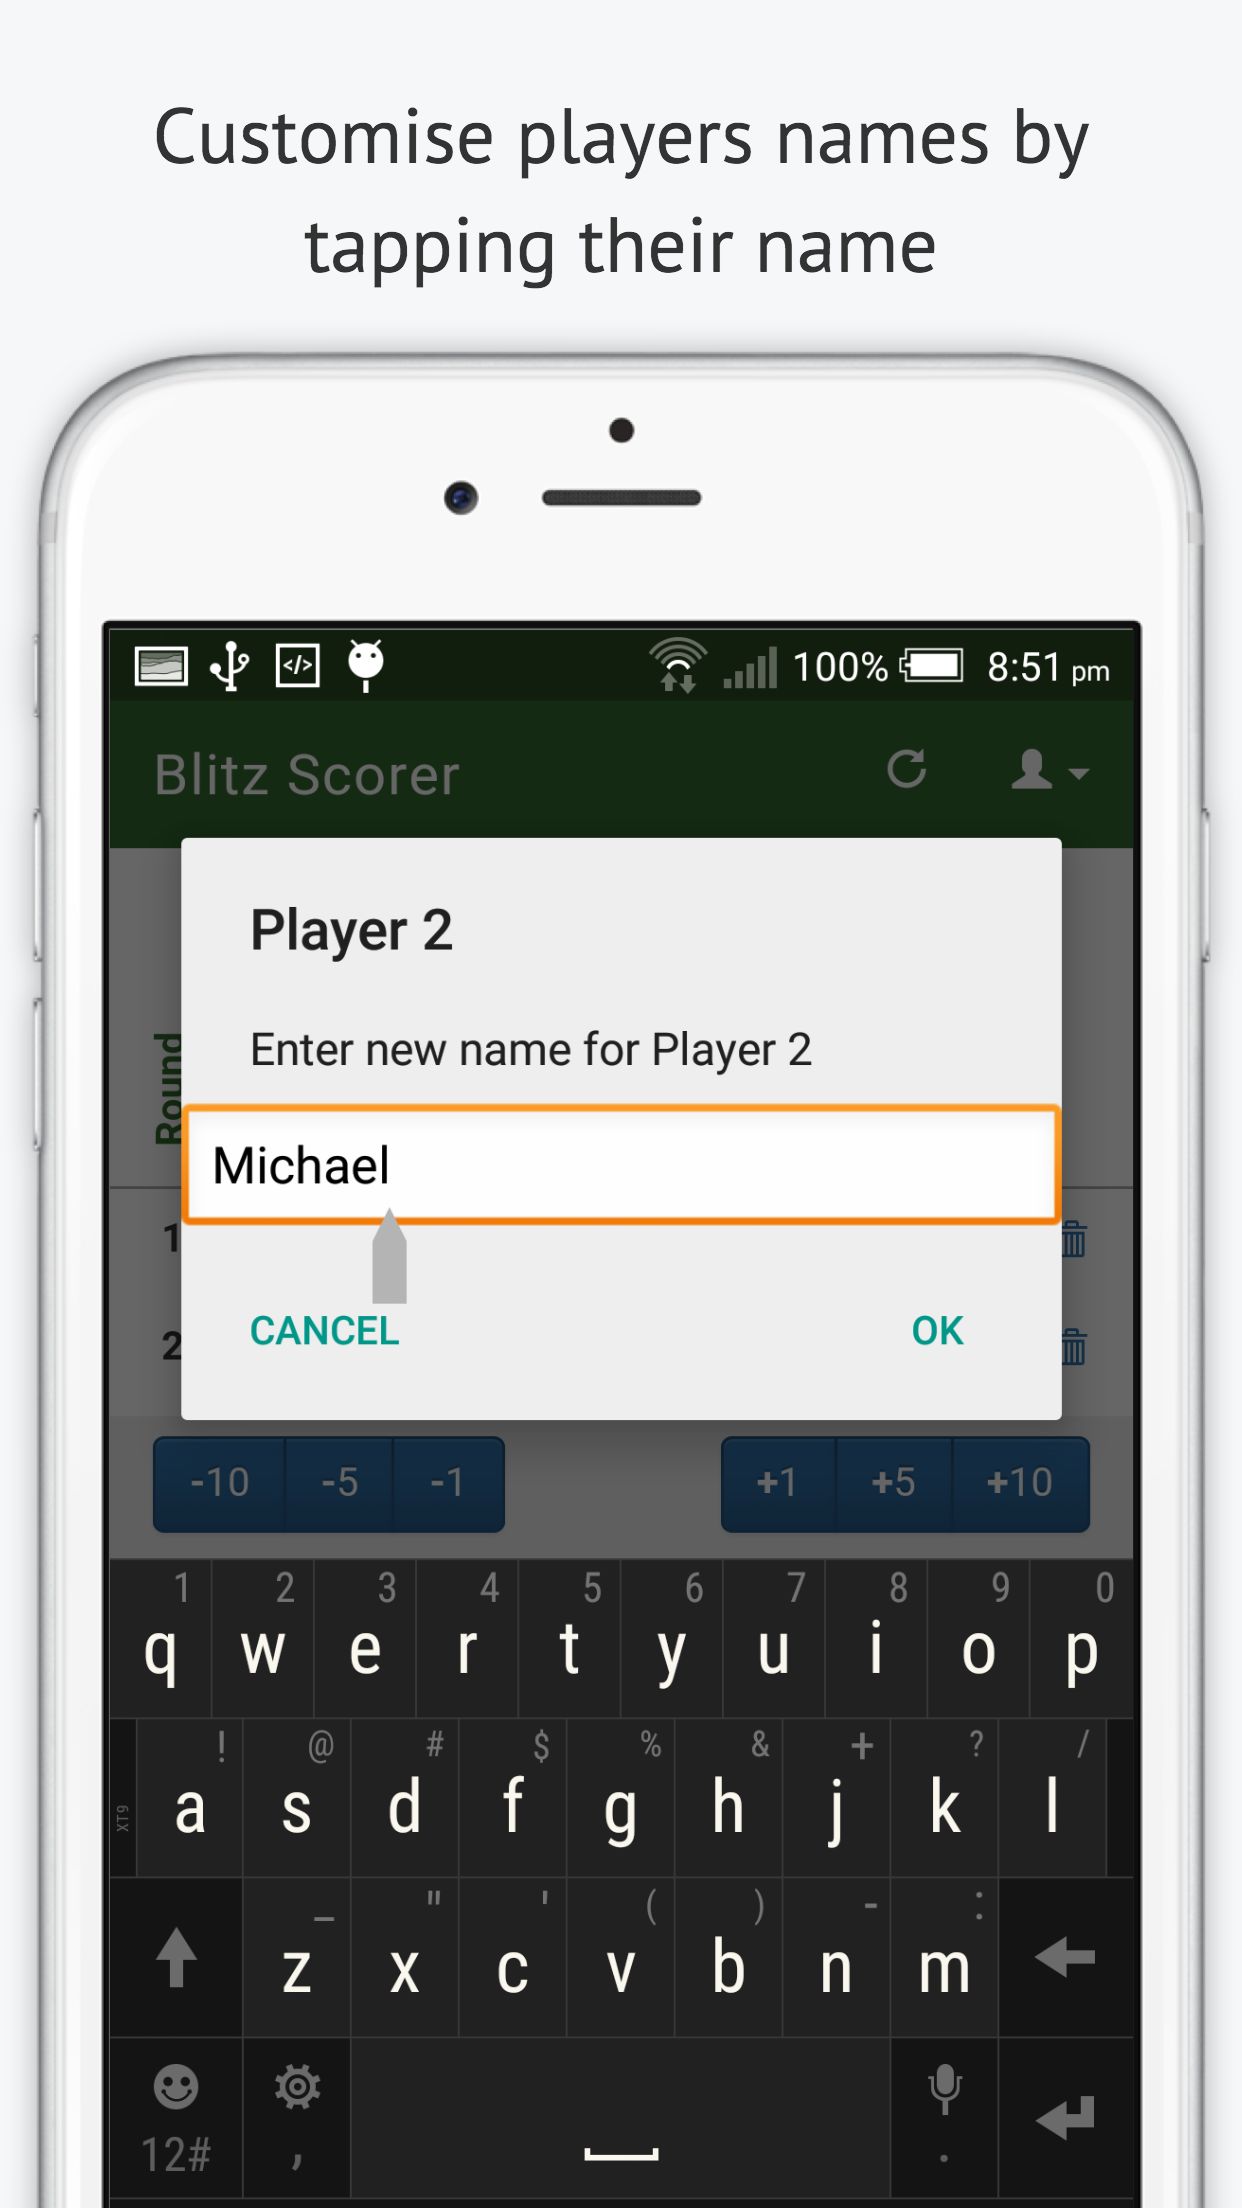 Customise players names by
tapping their name
100% 8:51 pm
Blitz Scorer
Player 2
Enter new name for Player 2
Round
Michael
1
2
CANCEL OK
-10 -5 -1 +1 +5 +10
1 2 3 4 5 6 7 8 9 0
q w e r t y u i o p
! @ # $ % & + ? /
XT9 a s d f g h j k l
_ " ' ( ) - :
z x c v b n m
12# , .